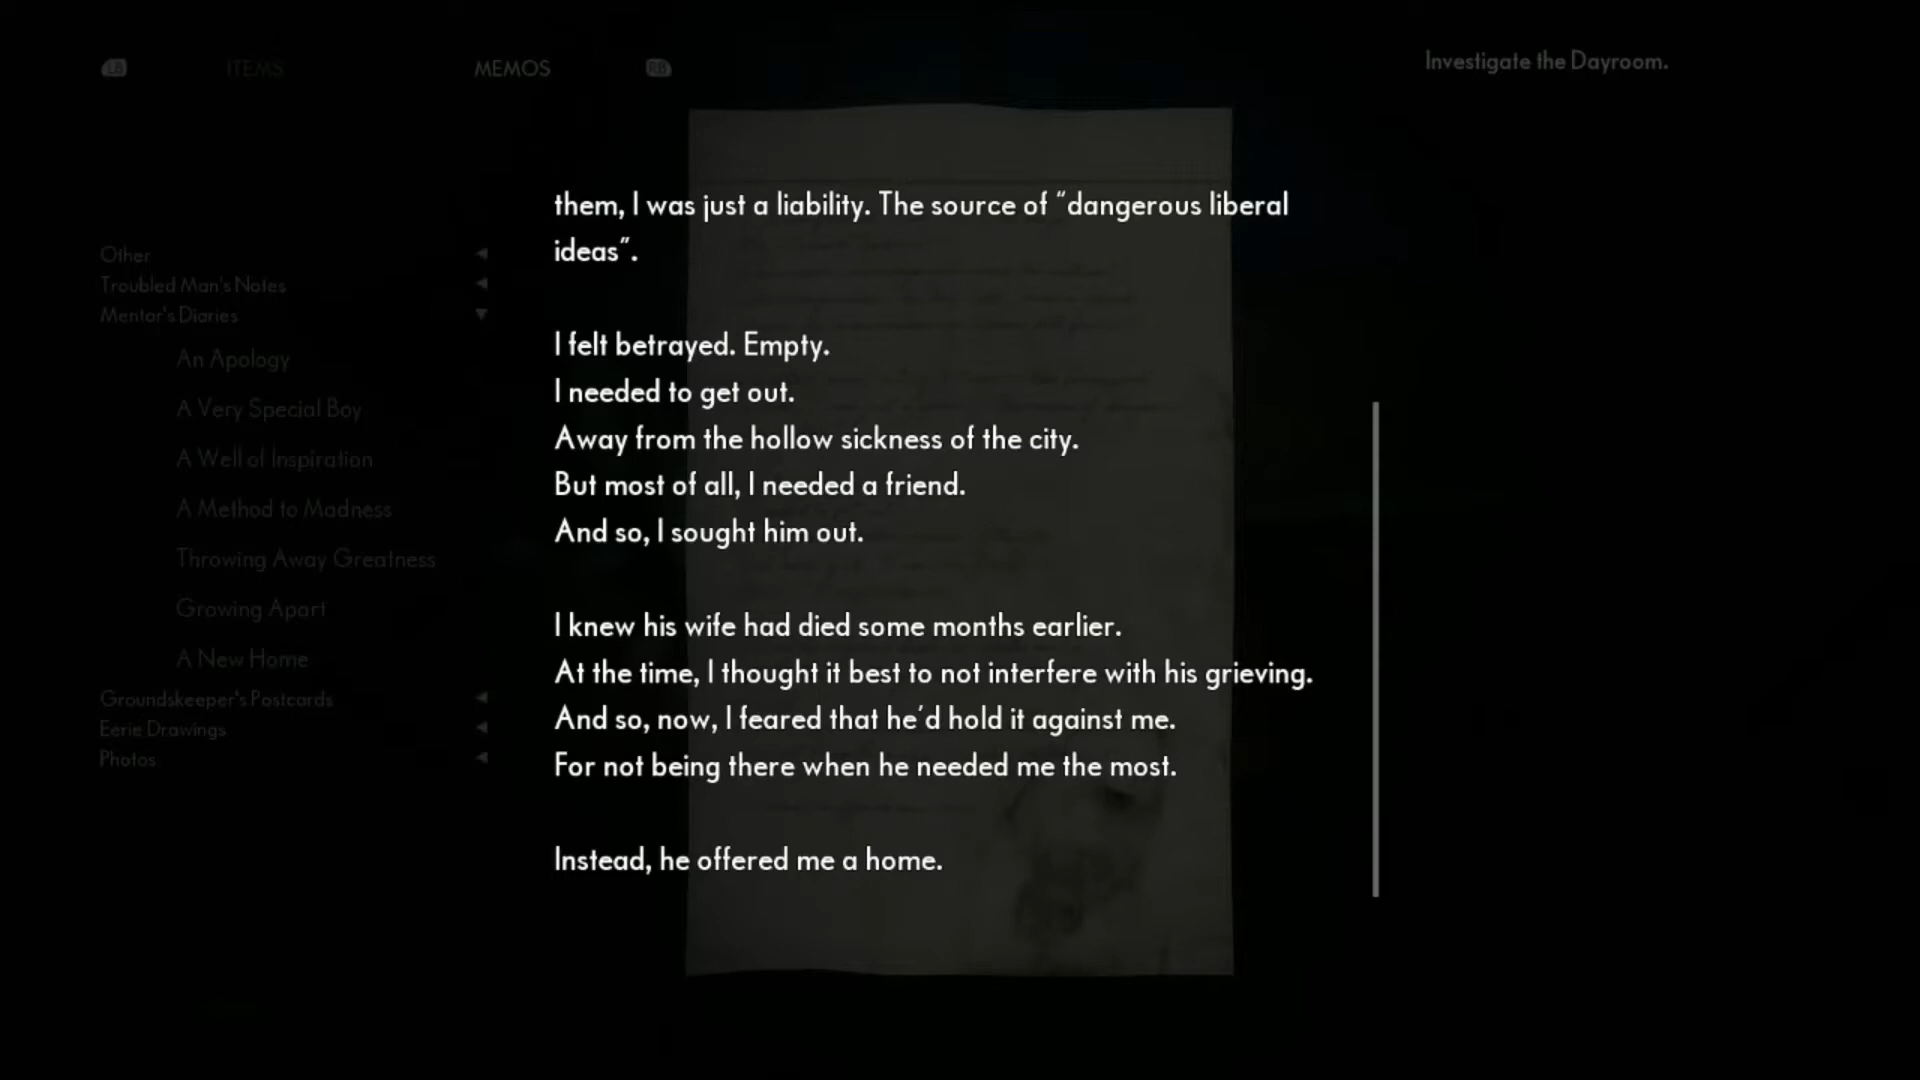 LB
ITEMS
MEMOS
RB
Investigate the Dayroom.
Other
Troubled Man's Notes
Mentor's Diaries
An Apology
A Very Special Boy
A Well of Inspiration
A Method to Madness
Throwing Away Greatness
Growing Apart
A New Home
Groundskeeper's Postcards
Eerie Drawings
Photos
them, I was just a liability. The source of “dangerous liberal
ideas”.
I felt betrayed. Empty.
I needed to get out.
Away from the hollow sickness of the city.
But most of all, I needed a friend.
And so, I sought him out.
I knew his wife had died some months earlier.
At the time, I thought it best to not interfere with his grieving.
And so, now, I feared that he’d hold it against me.
For not being there when he needed me the most.
Instead, he offered me a home.